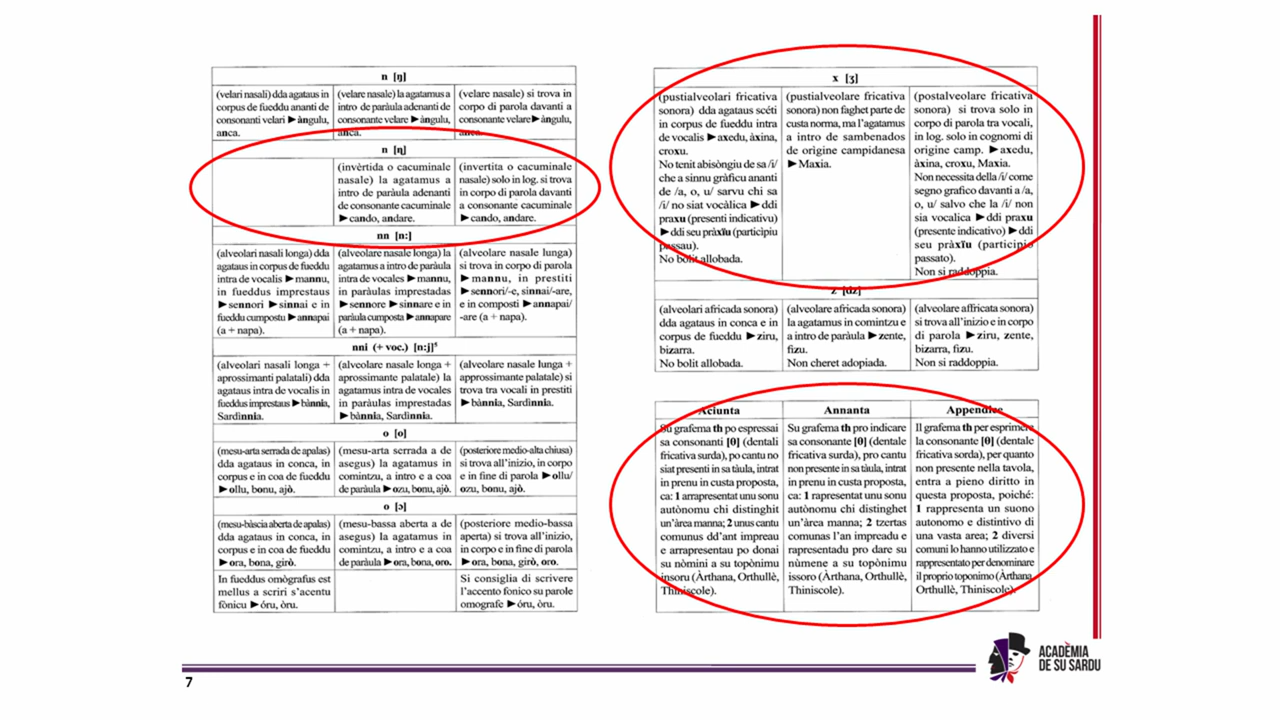 n [ŋ]
(velari nasali) dda agataus in
corpus de fueddu ananti de
consonanti velari ►àngulu,
anca.
(velare nasale) la agatamus a
intro de paràula adenanti de
consonante velare ►àngulu,
anca.
(velare nasale) si trova in
corpo di parola davanti a
consonante velare►àngulu,
anca.
n [ɳ]
(invèrtida o cacuminale
nasale) la agatamus a
intro de paràula adenanti
de consonante cacuminale
►cando, andare.
(invertita o cacuminale
nasale) solo in log. si trova
in corpo di parola davanti
a consonante cacuminale
►cando, andare.
nn [n:]
(alveolari nasali longa) dda
agataus in corpus de fueddu
intra de vocalis ►mannu,
in fueddus imprestaus
►sennori ►sinnai e in
fueddu cumpostu ►annapai
(a + napa).
(alveolare nasale longa) la
agatamus a intro de paràula
intra de vocales ►mannu,
in paràulas imprestadas
►sennore ►sinnare e in
paràula cumposta ►annapare
(a + napa).
(alveolare nasale lunga)
si trova in corpo di parola
►mannu, in prestiti
►sennori/-e, sinnai/-are,
e in composti ►annapai/
-are (a + napa).
nni (+ voc.) [n:j]⁵
(alveolari nasali longa +
aprossimanti palatali) dda
agataus intra de vocalis in
fueddus imprestaus ►bànnia,
Sardìnnia.
(alveolare nasale longa +
aprossimante palatale) la
agatamus intra de vocales
in paràulas imprestadas
►bànnia, Sardìnnia.
(alveolare nasale lunga +
approssimante palatale) si
trova tra vocali in prestiti
►bànnia, Sardìnnia.
o [o]
(mesu-arta serrada de apalas)
dda agataus in conca, in
corpus e in coa de fueddu
►ollu, bonu, ajò.
(mesu-arta serrada a de
asegus) la agatamus in
comintzu, a intro e a coa
de paràula ►ozu, bonu, ajò.
(posteriore medio-alta chiusa)
si trova all’inizio, in corpo
e in fine di parola ►ollu/
ozu, bonu, ajò.
o [ɔ]
(mesu-bàscia aberta de apalas)
dda agataus in conca, in
corpus e in coa de fueddu
►ora, bona, girò.
(mesu-bassa aberta a de
asegus) la agatamus in
comintzu, a intro e a coa
de paràula ►ora, bona, oro.
(posteriore medio-bassa
aperta) si trova all’inizio,
in corpo e in fine di parola
►ora, bona, girò, oro.
In fueddus omògrafus est
mellus a scriri s’acentu
fònicu ►óru, òru.
Si consiglia di scrivere
l’accento fonico su parole
omografe ►óru, òru.
x [ʒ]
(pustialveolari fricativa
sonora) dda agataus scéti
in corpus de fueddu intra
de vocalis ►axedu, àxina,
croxu.
No tenit abisòngiu de sa /i/
che a sinnu gràficu ananti
de /a, o, u/ sarvu chi sa
/i/ no siat vocàlica ►ddi
praxu (presenti indicativu)
►ddi seu pràxïu (participiu
passau).
No bolit allobada.
(pustialveolare fricativa
sonora) non faghet parte de
custa norma, ma l’agatamus
a intro de sambenados
de orìgine campidanesa
►Maxia.
(postalveolare fricativa
sonora) si trova solo in
corpo di parola tra vocali,
in log. solo in cognomi di
origine camp. ►axedu,
àxina, croxu, Maxia.
Non necessita della /i/ come
segno grafico davanti a /a,
o, u/ salvo che la /i/ non
sia vocalica ►ddi praxu
(presente indicativo) ►ddi
seu pràxïu (participio
passato).
Non si raddoppia.
z [dz]
(alveolari africada sonora)
dda agataus in conca e in
corpus de fueddu ►ziru,
bizarra.
No bolit allobada.
(alveolare africada sonora)
la agatamus in comintzu e
a intro de paràula ►zente,
fizu.
Non cheret adopiada.
(alveolare affricata sonora)
si trova all’inizio e in corpo
di parola ►ziru, zente,
bizarra, fizu.
Non si raddoppia.
Aciunta
Su grafema th po espressai
sa consonanti [θ] (dentali
fricativa surda), po cantu no
siat presenti in sa tàula, intrat
in prenu in custa proposta,
ca: 1 arrapresentat unu sonu
autònomu chi distinghit
un’àrea manna; 2 unus cantu
comunus dd’ant impreau
e arrapresentau po donai
su nòmini a su topònimu
insoru (Àrthana, Orthullè,
Thiniscole).
Annanta
Su grafema th pro indicare
sa consonante [θ] (dentale
fricativa surda), pro cantu
non presente in sa tàula, intrat
in prenu in custa proposta,
ca: 1 rapresentat unu sonu
autònomu chi distinghet
un’àrea manna; 2 tzertas
comunas l’an impreadu e
rapresentadu pro dare su
nùmene a su topònimu
issoro (Àrthana, Orthullè,
Thiniscole).
Appendice
Il grafema th per esprimere
la consonante [θ] (dentale
fricativa sorda), per quanto
non presente nella tavola,
entra a pieno diritto in
questa proposta, poiché:
1 rappresenta un suono
autonomo e distintivo di
una vasta area; 2 diversi
comuni lo hanno utilizzato e
rappresentato per denominare
il proprio toponimo (Àrthana,
Orthullè, Thiniscole).
ACADÈMIA
DE SU SARDU
7